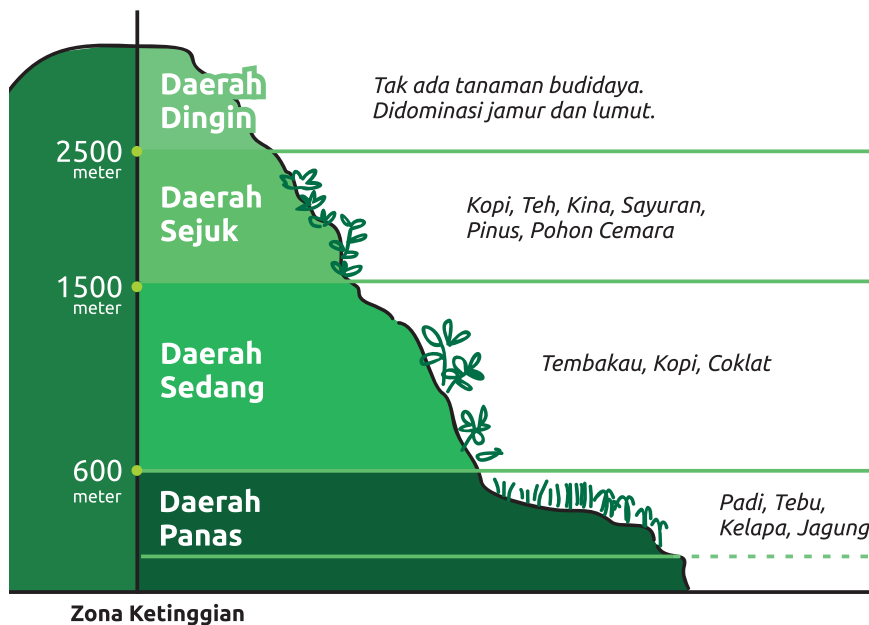 Daerah
Dingin
Tak ada tanaman budidaya.
Didominasi jamur dan lumut.
2500
meter
Daerah
Sejuk
Kopi, Teh, Kina, Sayuran,
Pinus, Pohon Cemara
1500
meter
Daerah
Sedang
Tembakau, Kopi, Coklat
600
meter
Daerah
Panas
Padi, Tebu,
Kelapa, Jagung
Zona Ketinggian